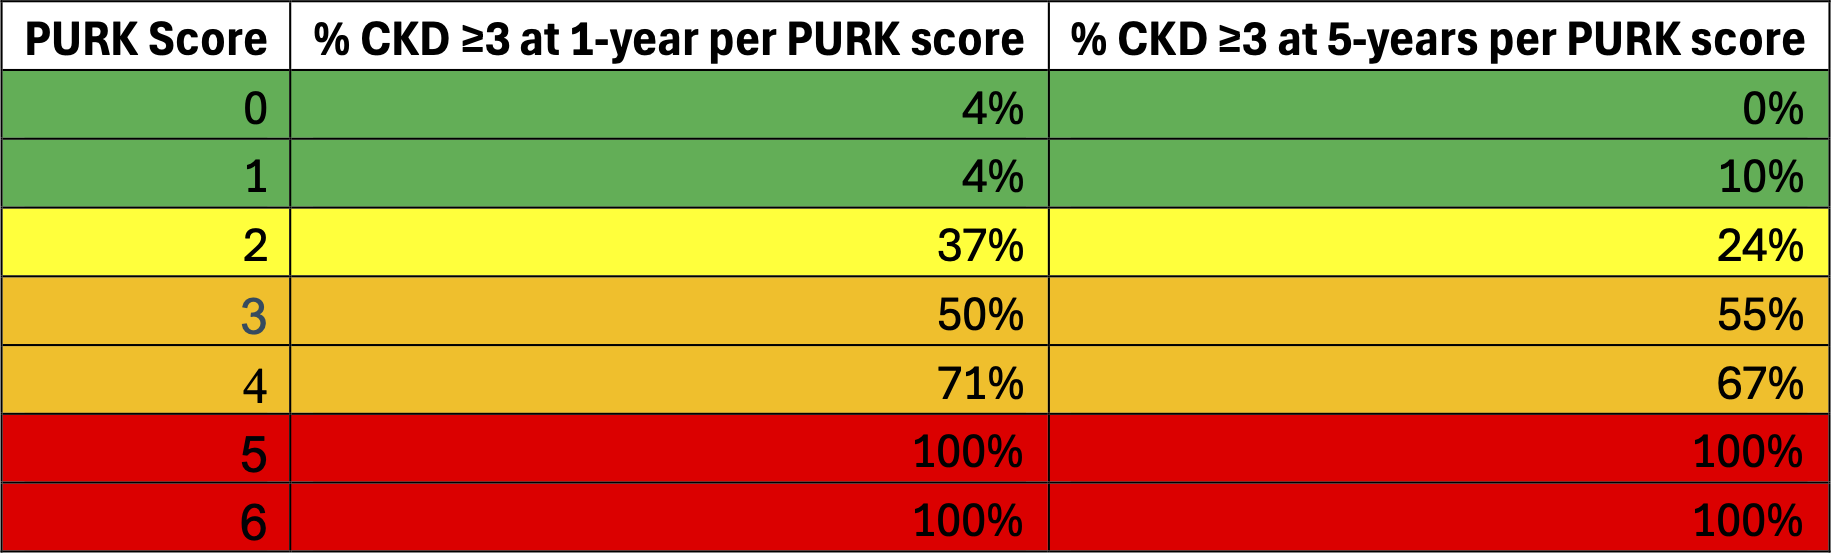 PURK Score % CKD ≥3 at 1-year per PURK score % CKD ≥3 at 5-years per PURK score
0 4% 0%
1 4% 10%
2 37% 24%
3 50% 55%
4 71% 67%
5 100% 100%
6 100% 100%